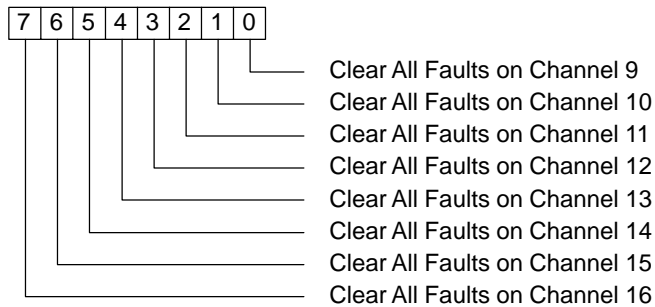 7 6 5 4 3 2 1 0
Clear All Faults on Channel 9
Clear All Faults on Channel 10
Clear All Faults on Channel 11
Clear All Faults on Channel 12
Clear All Faults on Channel 13
Clear All Faults on Channel 14
Clear All Faults on Channel 15
Clear All Faults on Channel 16